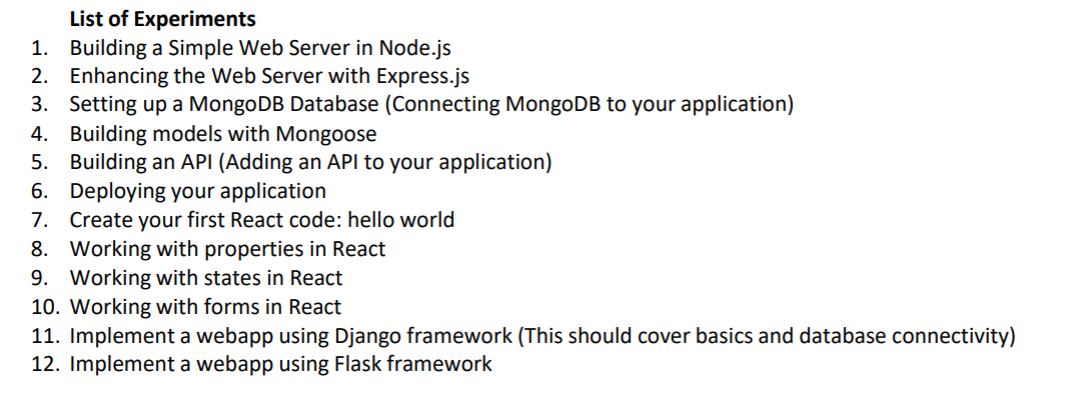 List of Experiments
1. Building a Simple Web Server in Node.js
2. Enhancing the Web Server with Express.js
3. Setting up a MongoDB Database (Connecting MongoDB to your application)
4. Building models with Mongoose
5. Building an API (Adding an API to your application)
6. Deploying your application
7. Create your first React code: hello world
8. Working with properties in React
9. Working with states in React
10. Working with forms in React
11. Implement a webapp using Django framework (This should cover basics and database connectivity)
12. Implement a webapp using Flask framework